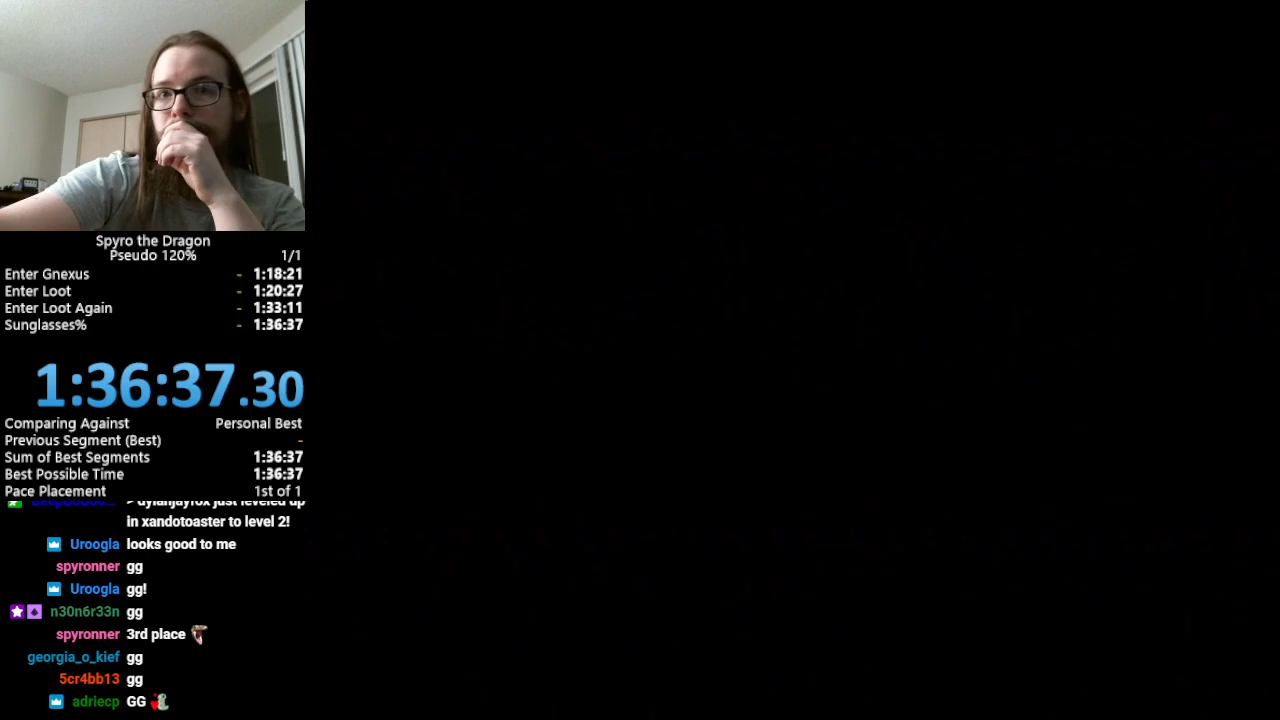 Spyro the Dragon
Pseudo 120% 1/1
Enter Gnexus - 1:18:21
Enter Loot - 1:20:27
Enter Loot Again - 1:33:11
Sunglasses% - 1:36:37
1:36:37.30
Comparing Against Personal Best
Previous Segment (Best) -
Sum of Best Segments 1:36:37
Best Possible Time 1:36:37
Pace Placement 1st of 1
> dylanjayfox just leveled up
in xandotoaster to level 2!
Uroogla looks good to me
spyronner gg
Uroogla gg!
n30n6r33n gg
spyronner 3rd place
georgia_o_kief gg
5cr4bb13 gg
adriecp GG